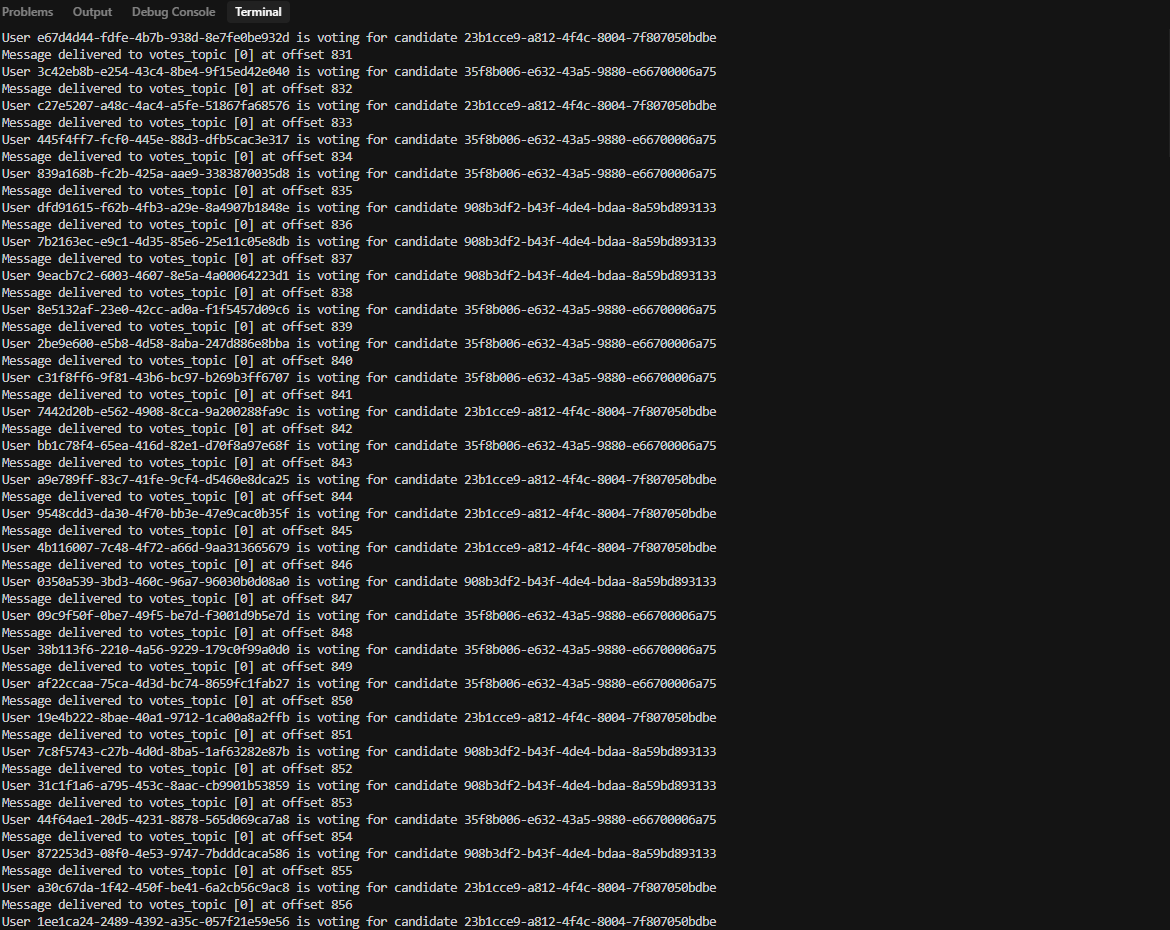 Problems Output Debug Console Terminal
User e67d4d44-fdfe-4b7b-938d-8e7fe0be932d is voting for candidate 23b1cce9-a812-4f4c-8004-7f807050bdbe
Message delivered to votes_topic [0] at offset 831
User 3c42eb8b-e254-43c4-8be4-9f15ed42e040 is voting for candidate 35f8b006-e632-43a5-9880-e66700006a75
Message delivered to votes_topic [0] at offset 832
User c27e5207-a48c-4ac4-a5fe-51867fa68576 is voting for candidate 23b1cce9-a812-4f4c-8004-7f807050bdbe
Message delivered to votes_topic [0] at offset 833
User 445f4ff7-fcf0-445e-88d3-dfb5cac3e317 is voting for candidate 35f8b006-e632-43a5-9880-e66700006a75
Message delivered to votes_topic [0] at offset 834
User 839a168b-fc2b-425a-aae9-3383870035d8 is voting for candidate 35f8b006-e632-43a5-9880-e66700006a75
Message delivered to votes_topic [0] at offset 835
User dfd91615-f62b-4fb3-a29e-8a4907b1848e is voting for candidate 908b3df2-b43f-4de4-bdaa-8a59bd893133
Message delivered to votes_topic [0] at offset 836
User 7b2163ec-e9c1-4d35-85e6-25e11c05e8db is voting for candidate 908b3df2-b43f-4de4-bdaa-8a59bd893133
Message delivered to votes_topic [0] at offset 837
User 9eacb7c2-6003-4607-8e5a-4a00064223d1 is voting for candidate 908b3df2-b43f-4de4-bdaa-8a59bd893133
Message delivered to votes_topic [0] at offset 838
User 8e5132af-23e0-42cc-ad0a-f1f5457d09c6 is voting for candidate 35f8b006-e632-43a5-9880-e66700006a75
Message delivered to votes_topic [0] at offset 839
User 2be9e600-e5b8-4d58-8aba-247d886e8bba is voting for candidate 35f8b006-e632-43a5-9880-e66700006a75
Message delivered to votes_topic [0] at offset 840
User c31f8ff6-9f81-43b6-bc97-b269b3ff6707 is voting for candidate 35f8b006-e632-43a5-9880-e66700006a75
Message delivered to votes_topic [0] at offset 841
User 7442d20b-e562-4908-8cca-9a200288fa9c is voting for candidate 23b1cce9-a812-4f4c-8004-7f807050bdbe
Message delivered to votes_topic [0] at offset 842
User bb1c78f4-65ea-416d-82e1-d70f8a97e68f is voting for candidate 35f8b006-e632-43a5-9880-e66700006a75
Message delivered to votes_topic [0] at offset 843
User a9e789ff-83c7-41fe-9cf4-d5460e8dca25 is voting for candidate 23b1cce9-a812-4f4c-8004-7f807050bdbe
Message delivered to votes_topic [0] at offset 844
User 9548cdd3-da30-4f70-bb3e-47e9cac0b35f is voting for candidate 23b1cce9-a812-4f4c-8004-7f807050bdbe
Message delivered to votes_topic [0] at offset 845
User 4b116007-7c48-4f72-a66d-9aa313665679 is voting for candidate 23b1cce9-a812-4f4c-8004-7f807050bdbe
Message delivered to votes_topic [0] at offset 846
User 0350a539-3bd3-460c-96a7-96030b0d08a0 is voting for candidate 908b3df2-b43f-4de4-bdaa-8a59bd893133
Message delivered to votes_topic [0] at offset 847
User 09c9f50f-0be7-49f5-be7d-f3001d9b5e7d is voting for candidate 35f8b006-e632-43a5-9880-e66700006a75
Message delivered to votes_topic [0] at offset 848
User 38b113f6-2210-4a56-9229-179c0f99a0d0 is voting for candidate 35f8b006-e632-43a5-9880-e66700006a75
Message delivered to votes_topic [0] at offset 849
User af22ccaa-75ca-4d3d-bc74-8659fc1fab27 is voting for candidate 35f8b006-e632-43a5-9880-e66700006a75
Message delivered to votes_topic [0] at offset 850
User 19e4b222-8bae-40a1-9712-1ca00a8a2ffb is voting for candidate 23b1cce9-a812-4f4c-8004-7f807050bdbe
Message delivered to votes_topic [0] at offset 851
User 7c8f5743-c27b-4d0d-8ba5-1af63282e87b is voting for candidate 908b3df2-b43f-4de4-bdaa-8a59bd893133
Message delivered to votes_topic [0] at offset 852
User 31c1f1a6-a795-453c-8aac-cb9901b53859 is voting for candidate 908b3df2-b43f-4de4-bdaa-8a59bd893133
Message delivered to votes_topic [0] at offset 853
User 44f64ae1-20d5-4231-8878-565d069ca7a8 is voting for candidate 35f8b006-e632-43a5-9880-e66700006a75
Message delivered to votes_topic [0] at offset 854
User 872253d3-08f0-4e53-9747-7bdddcaca586 is voting for candidate 908b3df2-b43f-4de4-bdaa-8a59bd893133
Message delivered to votes_topic [0] at offset 855
User a30c67da-1f42-450f-be41-6a2cb56c9ac8 is voting for candidate 23b1cce9-a812-4f4c-8004-7f807050bdbe
Message delivered to votes_topic [0] at offset 856
User 1ee1ca24-2489-4392-a35c-057f21e59e56 is voting for candidate 23b1cce9-a812-4f4c-8004-7f807050bdbe